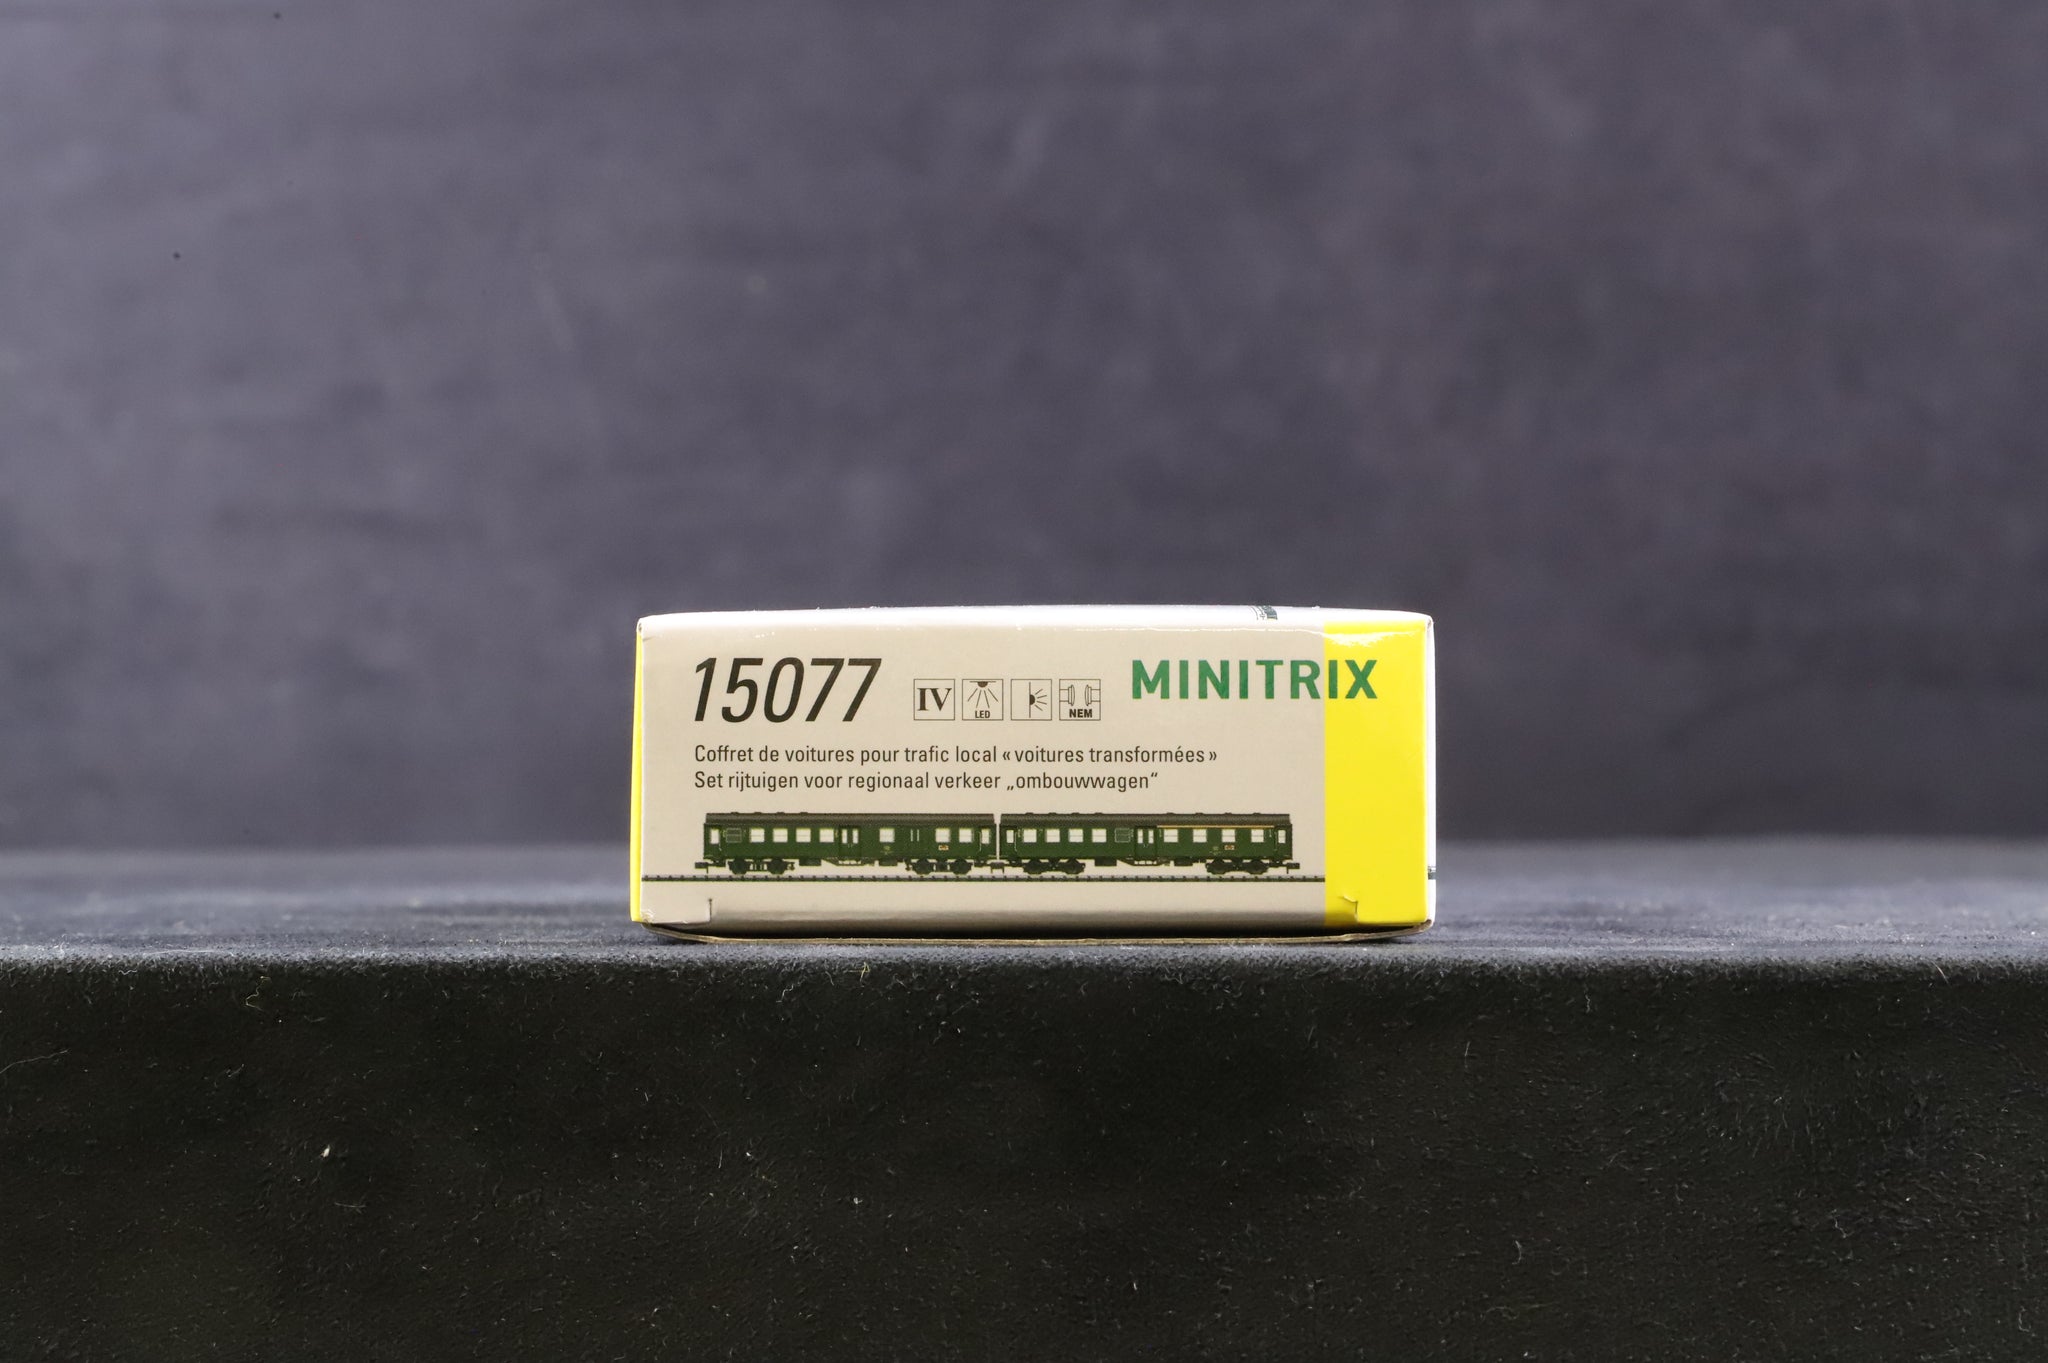 15077 IV LED NEM MINITRIX
Coffret de voitures pour trafic local « voitures transformées »
Set rijtuigen voor regionaal verkeer „ombouwwagen“